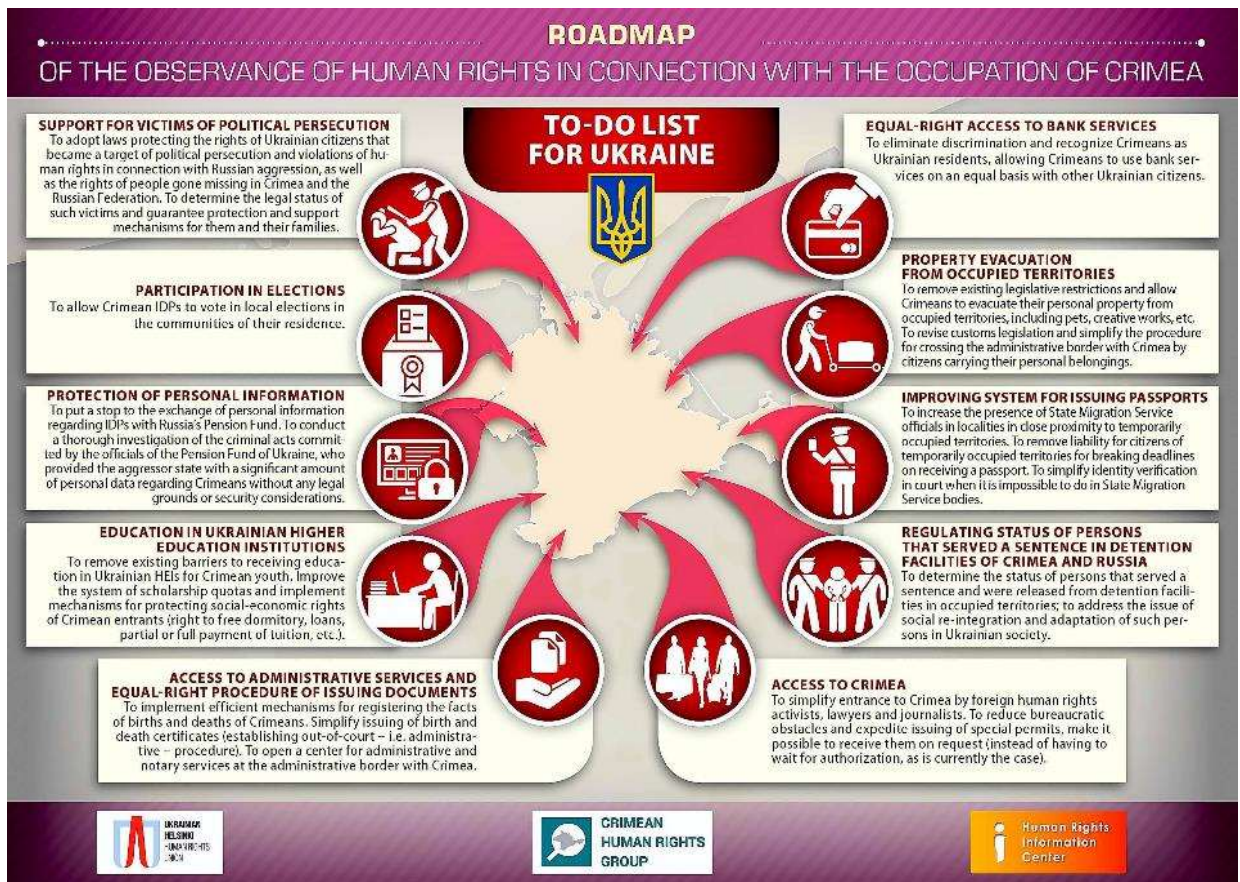 ROADMAP
OF THE OBSERVANCE OF HUMAN RIGHTS IN CONNECTION WITH THE OCCUPATION OF CRIMEA
TO-DO LIST
FOR UKRAINE
SUPPORT FOR VICTIMS OF POLITICAL PERSECUTION
To adopt laws protecting the rights of Ukrainian citizens that
became a target of political persecution and violations of hu-
man rights in connection with Russian aggression, as well
as the rights of people gone missing in Crimea and the
Russian Federation. To determine the legal status of
such victims and guarantee protection and support
mechanisms for them and their families.
PARTICIPATION IN ELECTIONS
To allow Crimean IDPs to vote in local elections in
the communities of their residence.
PROTECTION OF PERSONAL INFORMATION
To put a stop to the exchange of personal information
regarding IDPs with Russia's Pension Fund. To conduct
a thorough investigation of the criminal acts commit-
ted by the officials of the Pension Fund of Ukraine, who
provided the aggressor state with a significant amount
of personal data regarding Crimeans without any legal
grounds or security considerations.
EDUCATION IN UKRAINIAN HIGHER
EDUCATION INSTITUTIONS
To remove existing barriers to receiving educa-
tion in Ukrainian HEIs for Crimean youth. Improve
the system of scholarship quotas and implement
mechanisms for protecting social-economic rights
of Crimean entrants (right to free dormitory, loans,
partial or full payment of tuition, etc.).
ACCESS TO ADMINISTRATIVE SERVICES AND
EQUAL-RIGHT PROCEDURE OF ISSUING DOCUMENTS
To implement efficient mechanisms for registering the facts
of births and deaths of Crimeans. Simplify issuing of birth and
death certificates (establishing out-of-court – i.e. administra-
tive – procedure). To open a center for administrative and
notary services at the administrative border with Crimea.
EQUAL-RIGHT ACCESS TO BANK SERVICES
To eliminate discrimination and recognize Crimeans as
Ukrainian residents, allowing Crimeans to use bank ser-
vices on an equal basis with other Ukrainian citizens.
PROPERTY EVACUATION
FROM OCCUPIED TERRITORIES
To remove existing legislative restrictions and allow
Crimeans to evacuate their personal property from
occupied territories, including pets, creative works, etc.
To revise customs legislation and simplify the procedure
for crossing the administrative border with Crimea by
citizens carrying their personal belongings.
IMPROVING SYSTEM FOR ISSUING PASSPORTS
To increase the presence of State Migration Service
officials in localities in close proximity to temporarily
occupied territories. To remove liability for citizens of
temporarily occupied territories for breaking deadlines
on receiving a passport. To simplify identity verification
in court when it is impossible to do in State Migration
Service bodies.
REGULATING STATUS OF PERSONS
THAT SERVED A SENTENCE IN DETENTION
FACILITIES OF CRIMEA AND RUSSIA
To determine the status of persons that served a
sentence and were released from detention facili-
ties in occupied territories; to address the issue of
social re-integration and adaptation of such per-
sons in Ukrainian society.
ACCESS TO CRIMEA
To simplify entrance to Crimea by foreign human rights
activists, lawyers and journalists. To reduce bureaucratic
obstacles and expedite issuing of special permits, make it
possible to receive them on request (instead of having to
wait for authorization, as is currently the case).
UKRAINIAN
HELSINKI
HUMAN RIGHTS
UNION
CRIMEAN
HUMAN RIGHTS
GROUP
Human Rights
Information
Center